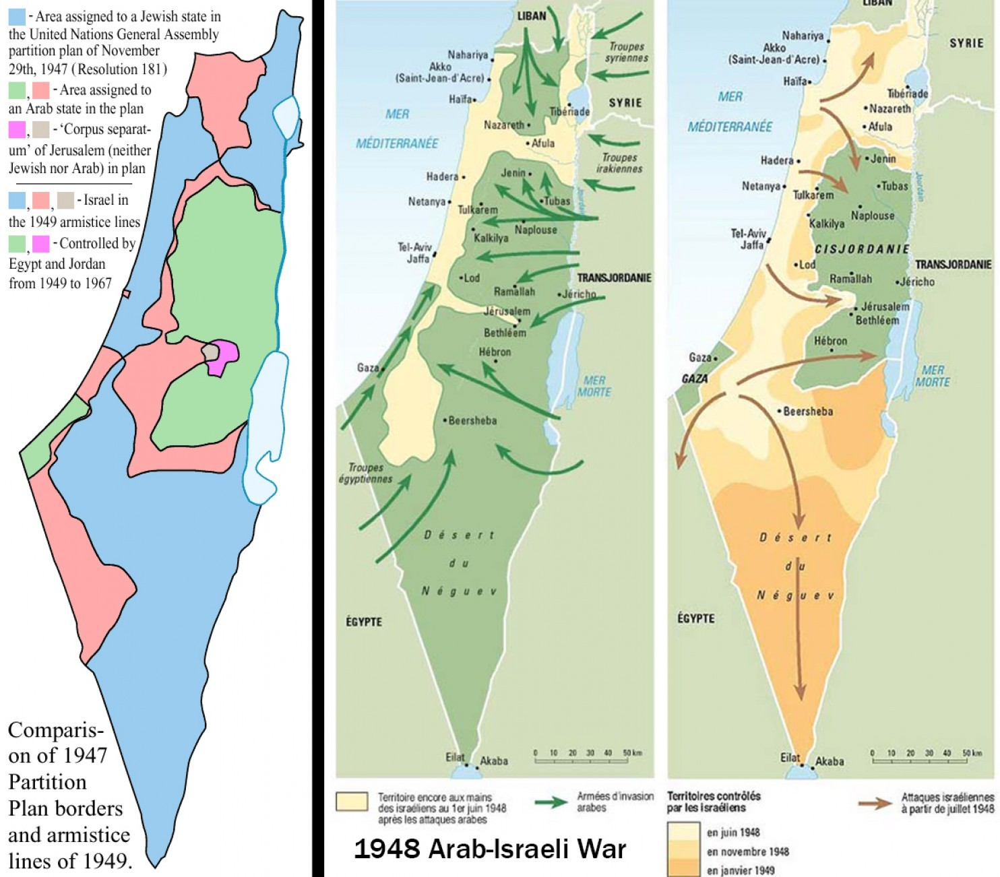 - Area assigned to a Jewish state in
the United Nations General Assembly
partition plan of November
29th, 1947 (Resolution 181)
, - Area assigned to
an Arab state in the plan
, - ‘Corpus separat-
um’ of Jerusalem (neither
Jewish nor Arab) in plan
, , - Israel in
the 1949 armistice lines
, - Controlled by
Egypt and Jordan
from 1949 to 1967
Comparis-
on of 1947
Partition
Plan borders
and armistice
lines of 1949.
LIBAN
Nahariya
Akko
(Saint-Jean-d'Acre)
Haïfa
Troupes
syriennes
SYRIE
MER
MÉDITERRANÉE
Tibériade
Nazareth
Afula
Troupes
irakiennes
Hadera
Jenin
Jourdain
Netanya
Tulkarem
Tubas
Kalkilya
Naplouse
Tel-Aviv
Jaffa
Lod
TRANSJORDANIE
Ramallah
Jéricho
Jérusalem
Bethléem
Hébron
Gaza
MER
MORTE
Beersheba
Troupes
égyptiennes
Désert
du
Néguev
ÉGYPTE
Eilat
Akaba
0 10 20 30 40 50 km
Territoire encore aux mains
des israéliens au 1er juin 1948
après les attaques arabes
Armées d'invasion
arabes
1948 Arab-Israeli War
LIBAN
Nahariya
Akko
(Saint-Jean-d'Acre)
Haïfa
SYRIE
MER
MÉDITERRANÉE
Tibériade
Nazareth
Afula
Hadera
Jenin
Jourdain
Netanya
Tulkarem
Tubas
Kalkilya
Naplouse
Tel-Aviv
Jaffa
CISJORDANIE
Lod
TRANSJORDANIE
Ramallah
Jéricho
Jérusalem
Bethléem
Hébron
Gaza
GAZA
MER
MORTE
Beersheba
Désert
du
Néguev
ÉGYPTE
Eilat
Akaba
0 10 20 30 40 50 km
Territoires contrôlés
par les israéliens
en juin 1948
en novembre 1948
en janvier 1949
Attaques israéliennes
à partir de juillet 1948